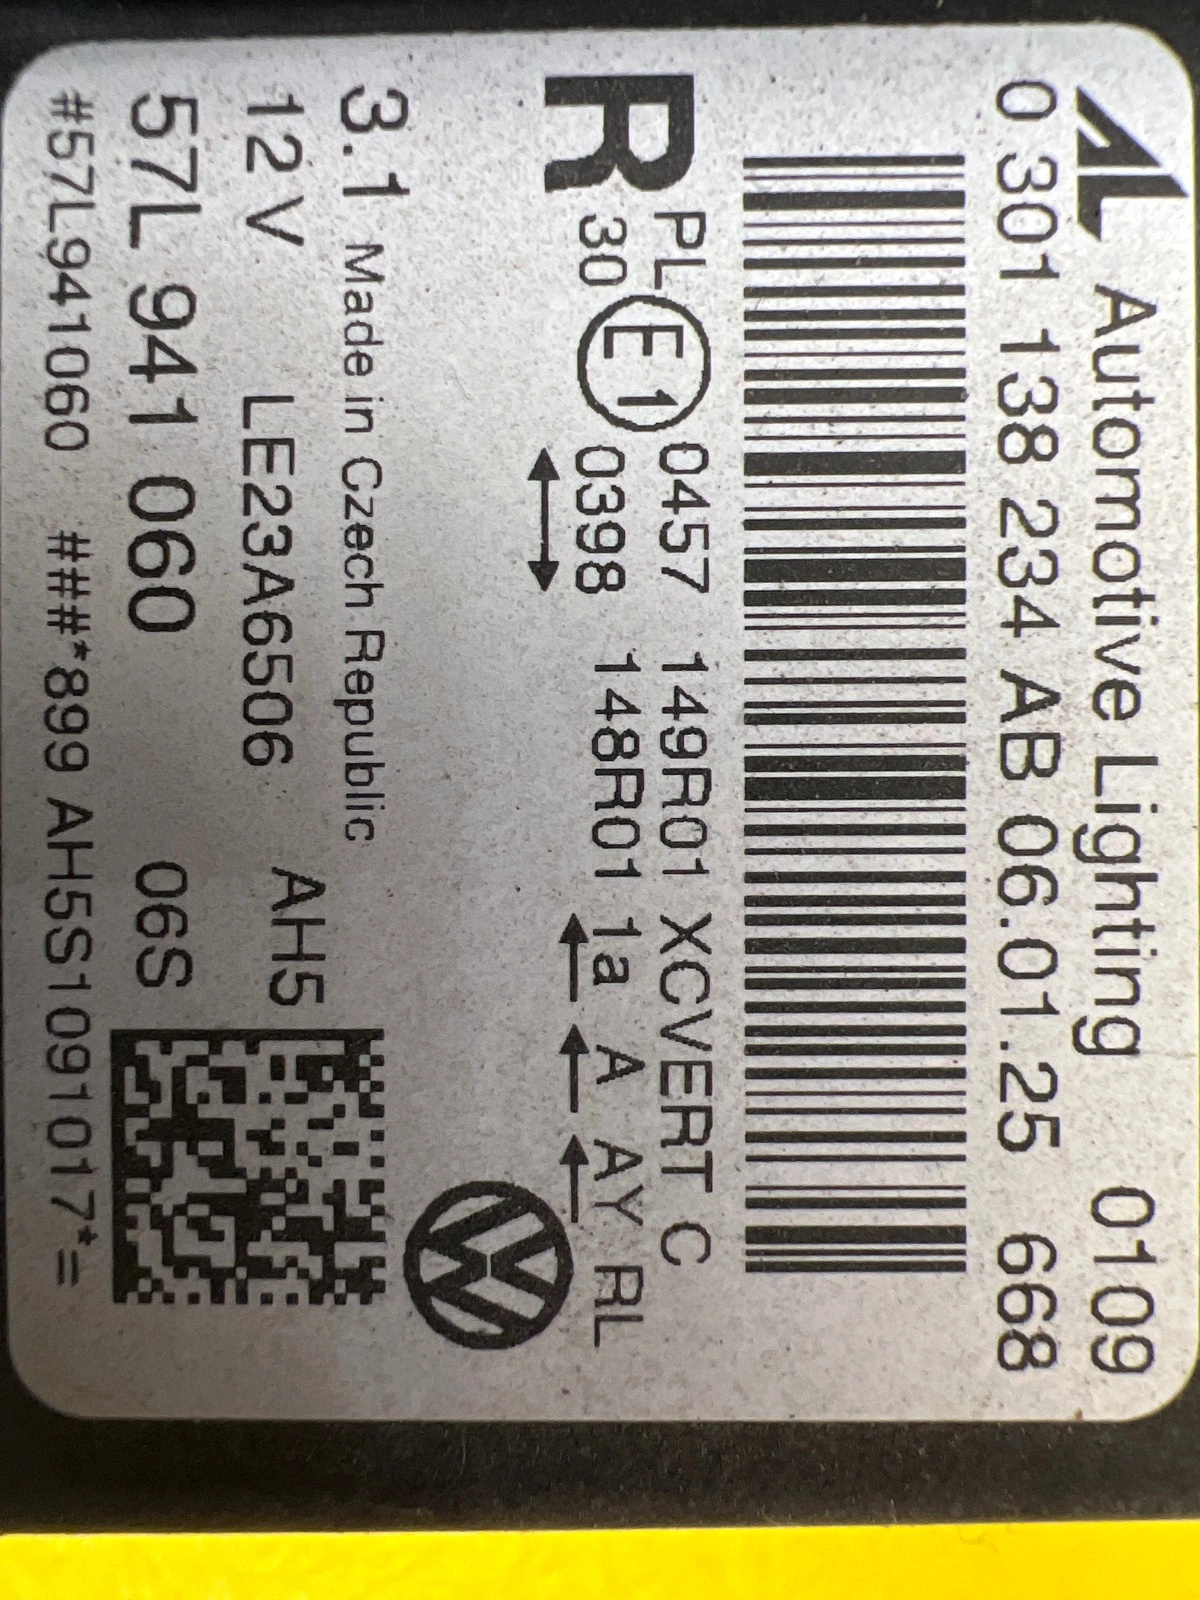 AL Automotive Lighting 0109
0 301 138 234 AB 06.01.25 668
R PL E1 0457 149R01 XCVERT C
30 0398 148R01 1a A AY RL
3.1 Made in Czech Republic
12 V LE23A6506 AH5
57L 941 060 06S
#57L941060 ###*899 AH5S1091017*=